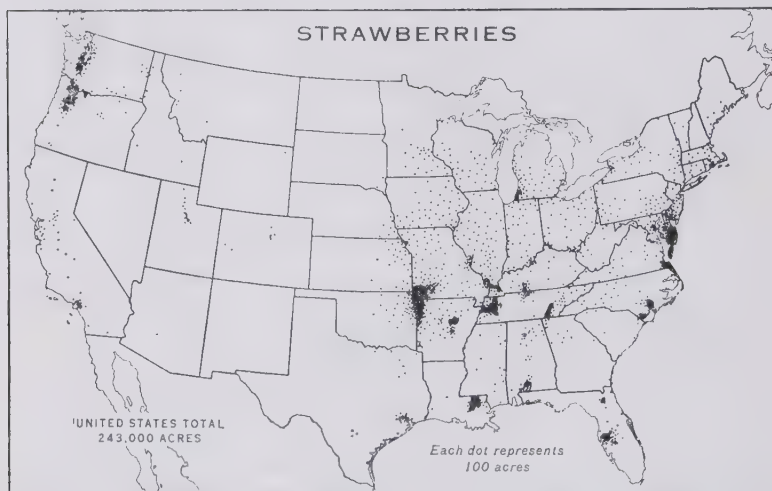 STRAWBERRIES
UNITED STATES TOTAL
243,000 ACRES
Each dot represents
100 acres